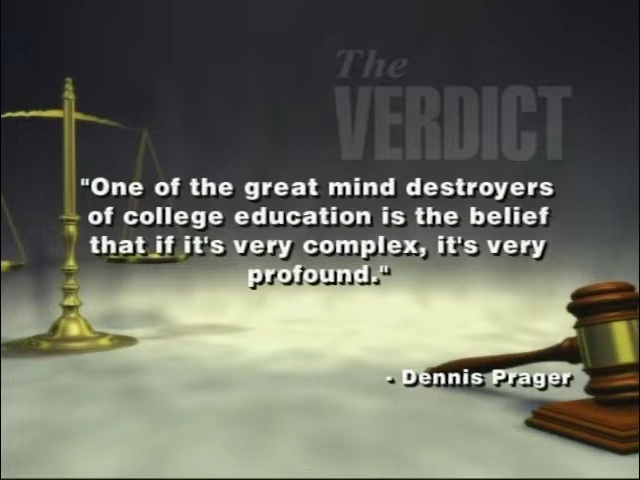 The
VERDICT
"One of the great mind destroyers
of college education is the belief
that if it's very complex, it's very
profound."
- Dennis Prager